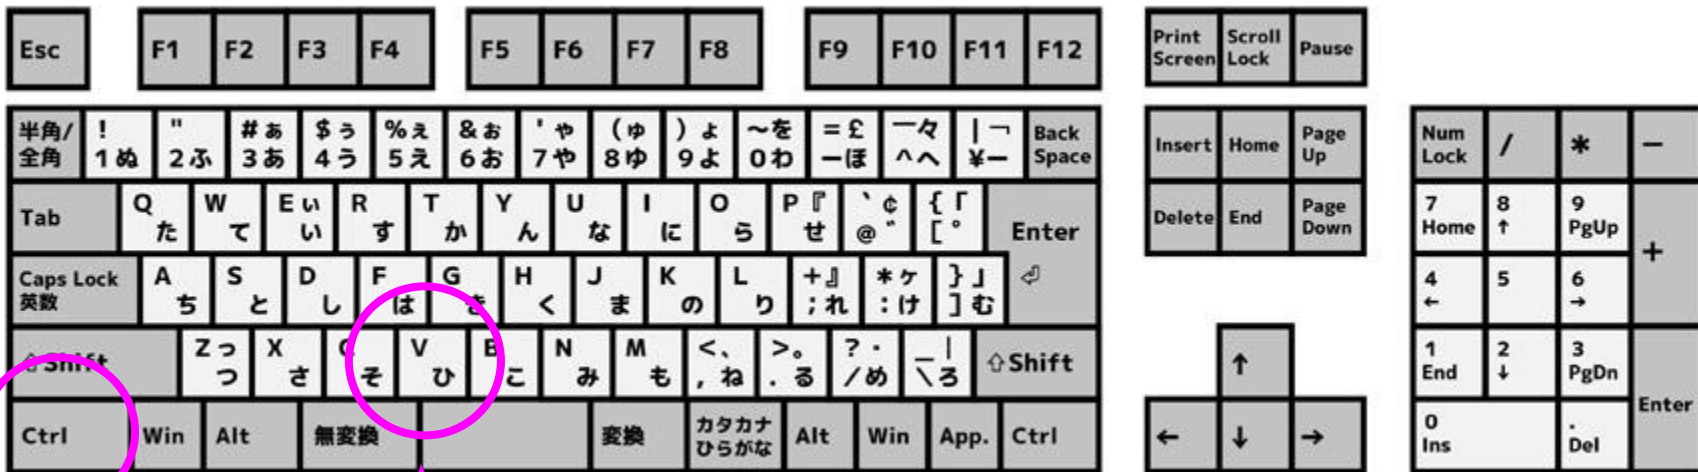 Esc F1 F2 F3 F4 F5 F6 F7 F8 F9 F10 F11 F12 Print Screen Scroll Lock Pause
半角/全角 ! 1ぬ " 2ふ #ぁ 3あ $ぅ 4う %ぇ 5え &ぉ 6お 'ゃ 7や (ゅ 8ゆ )ょ 9よ ~を 0わ =£ -ほ ￣々 ^へ |¬ ¥ー Back Space Insert Home Page Up Num Lock / * -
Tab Q た W て Eぃ い R す T か Y ん U な I に O ら P『 せ `¢ @゛ {「 [゜ Enter Delete End Page Down 7 Home 8 ↑ 9 PgUp +
Caps Lock 英数 A ち S と D し F は G き H く J ま K の L り +』 ;れ *ヶ :け }」 ]む ⏎ 4 ← 5 6 →
⇧Shift Zっ つ X さ C そ V ひ B こ N み M も <、 ,ね >。 .る ?・ /め _| \ろ ⇧Shift ↑ 1 End 2 ↓ 3 PgDn Enter
Ctrl Win Alt 無変換 変換 カタカナ ひらがな Alt Win App. Ctrl ← ↓ → 0 Ins . Del